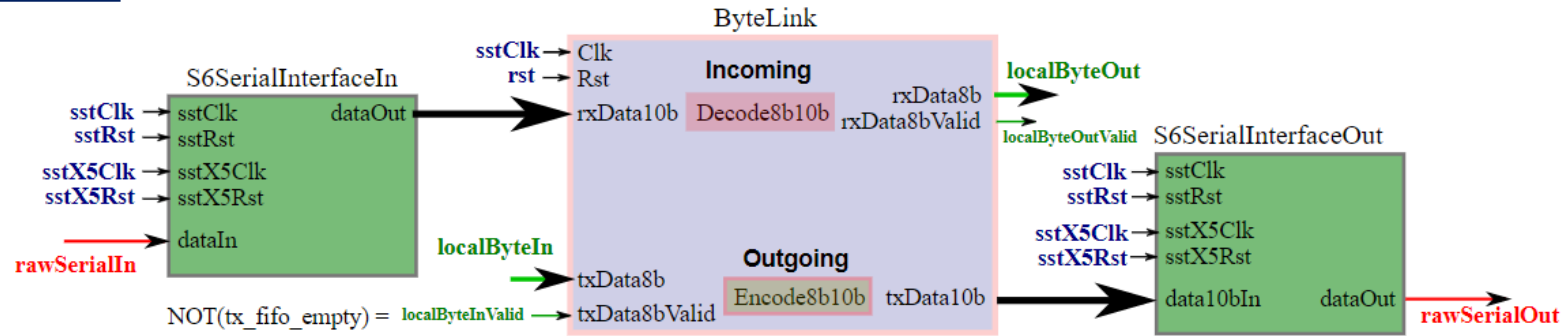 ByteLink
S6SerialInterfaceIn
sstClk
sstClk
dataOut
sstRst
sstRst
sstX5Clk
sstX5Clk
sstX5Rst
sstX5Rst
rawSerialIn
dataIn
sstClk
Clk
rst
Rst
Incoming
rxData10b
Decode8b10b
rxData8b
rxData8bValid
localByteOut
localByteOutValid
localByteIn
txData8b
Outgoing
NOT(tx_fifo_empty) = localByteInValid
txData8bValid
Encode8b10b
txData10b
S6SerialInterfaceOut
sstClk
sstClk
sstRst
sstRst
sstX5Clk
sstX5Clk
sstX5Rst
sstX5Rst
data10bIn
dataOut
rawSerialOut